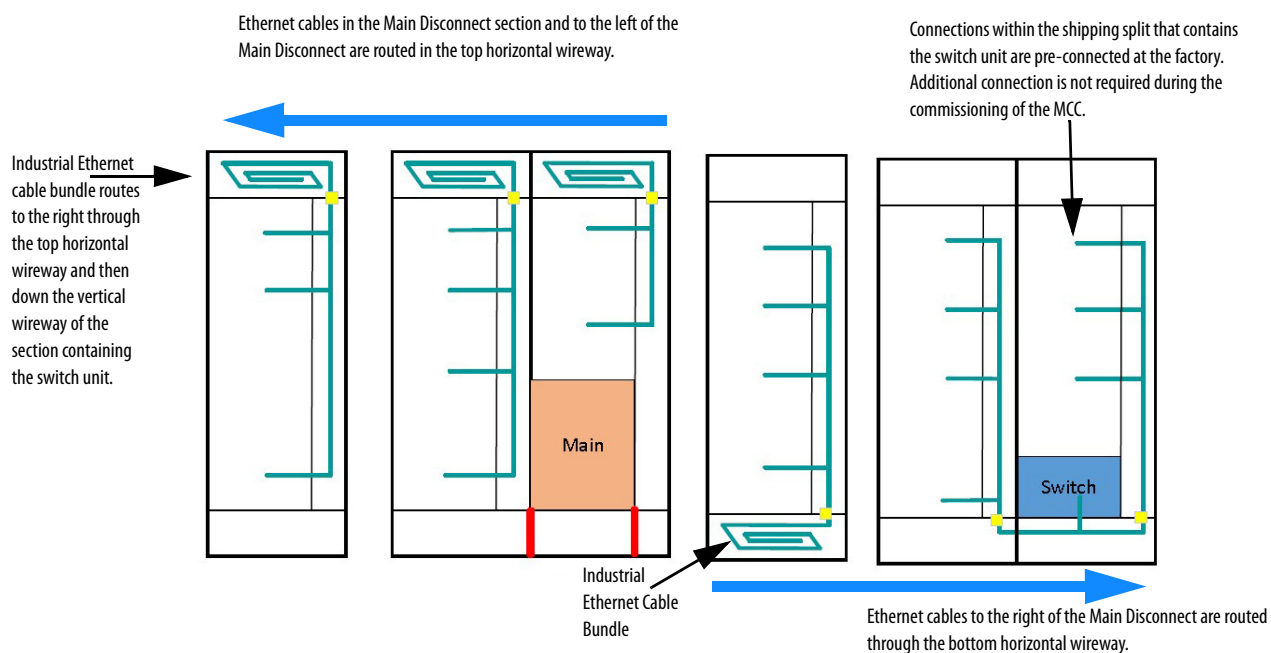 Ethernet cables in the Main Disconnect section and to the left of the
Main Disconnect are routed in the top horizontal wireway.
Connections within the shipping split that contains
the switch unit are pre-connected at the factory.
Additional connection is not required during the
commissioning of the MCC.
Industrial Ethernet
cable bundle routes
to the right through
the top horizontal
wireway and then
down the vertical
wireway of the
section containing
the switch unit.
Main
Switch
Industrial
Ethernet Cable
Bundle
Ethernet cables to the right of the Main Disconnect are routed
through the bottom horizontal wireway.